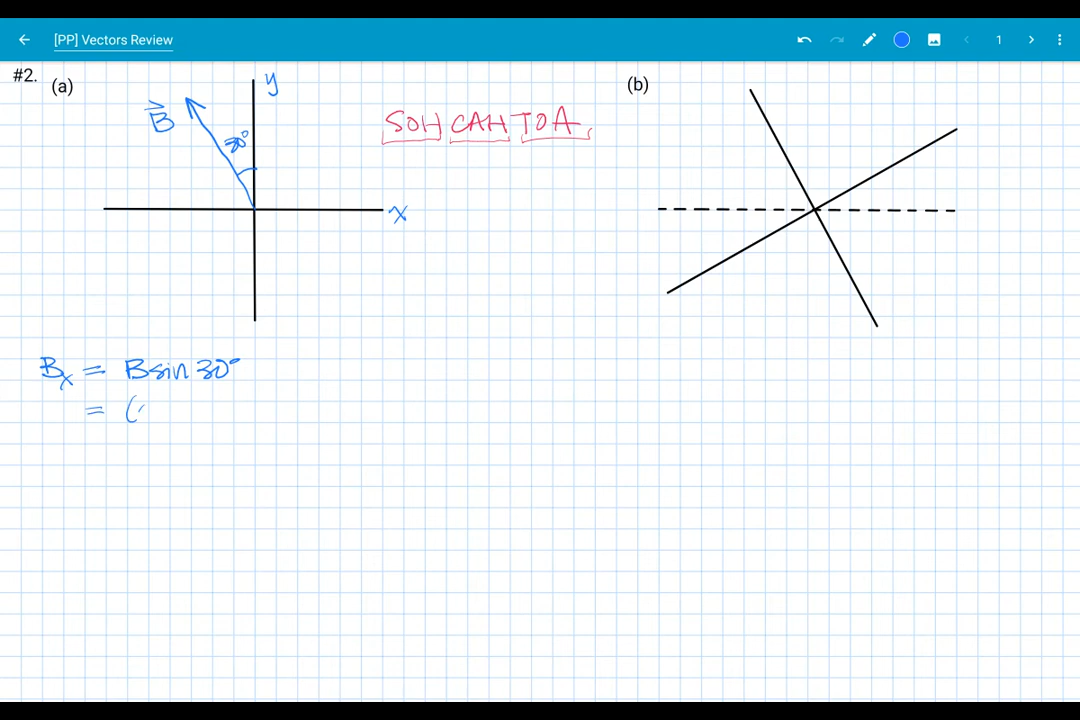 [PP] Vectors Review
1
#2.
(a)
y
(b)
B
30°
SOH CAH TOA
x
Bx = B sin 30°
= (